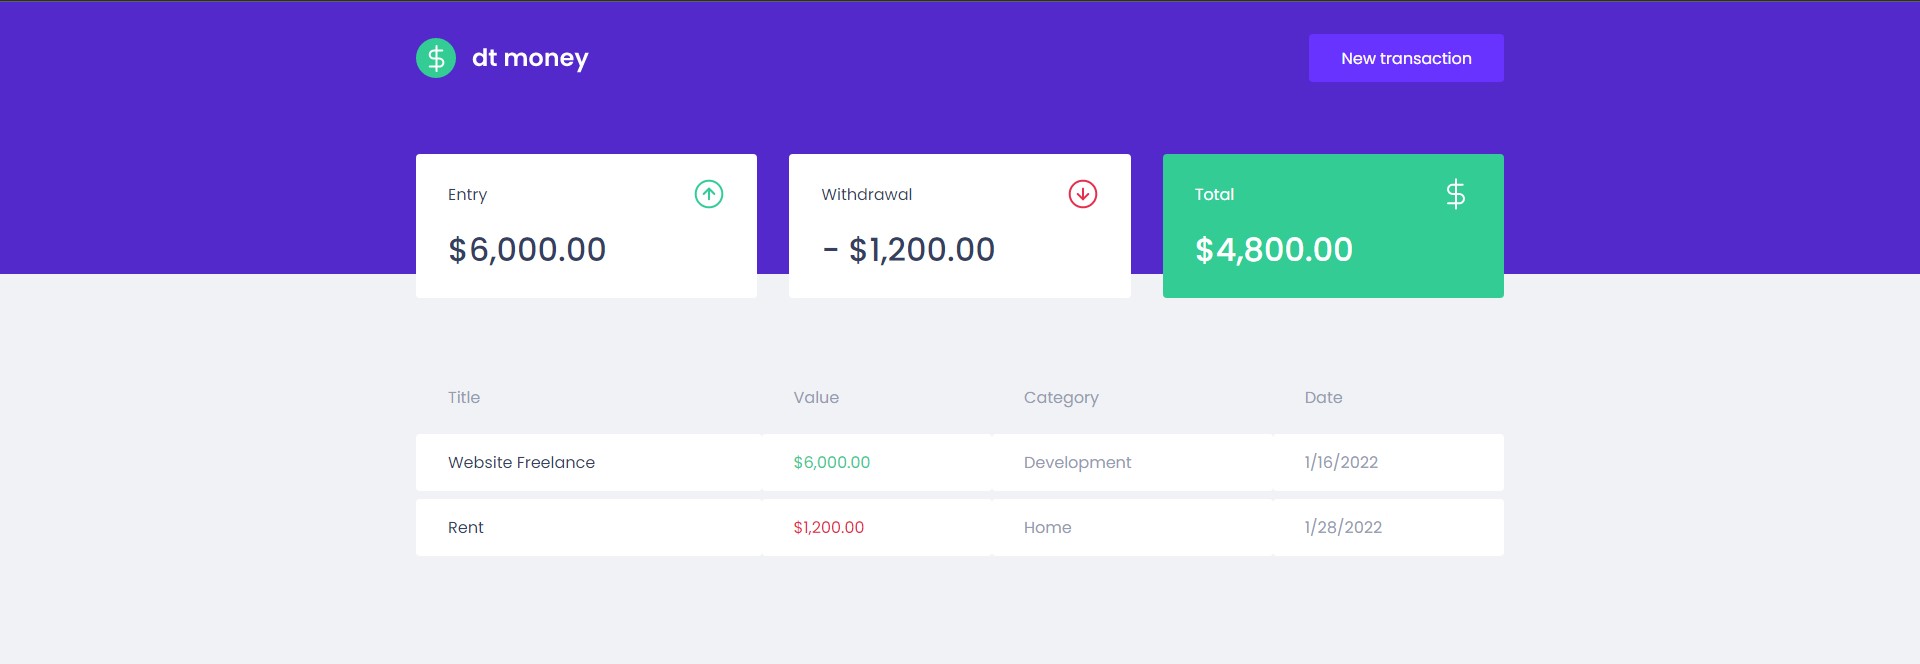 dt money
New transaction
Entry
$6,000.00
Withdrawal
- $1,200.00
Total
$4,800.00
Title Value Category Date
Website Freelance $6,000.00 Development 1/16/2022
Rent $1,200.00 Home 1/28/2022